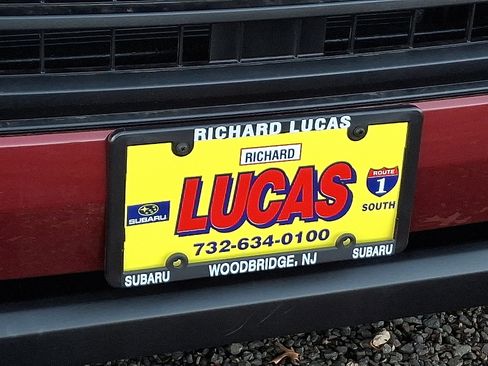 RICHARD LUCAS
RICHARD
LUCAS
SUBARU
ROUTE
1
SOUTH
732-634-0100
SUBARU
WOODBRIDGE, NJ
SUBARU